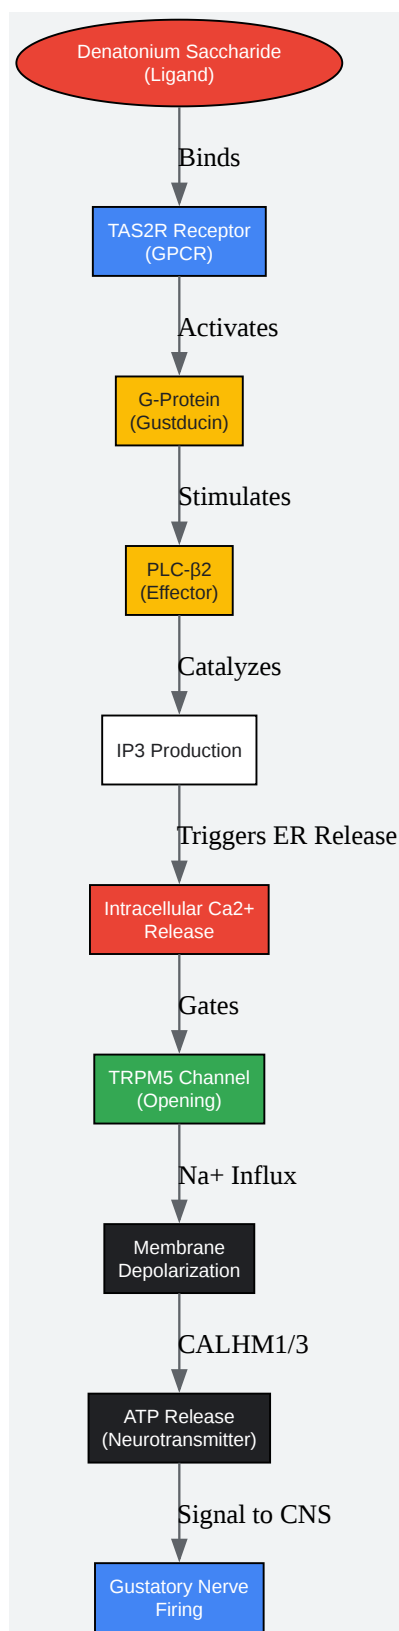 Denatonium Saccharide
(Ligand)
Binds
TAS2R Receptor
(GPCR)
Activates
G-Protein
(Gustducin)
Stimulates
PLC-β2
(Effector)
Catalyzes
IP3 Production
Triggers ER Release
Intracellular Ca2+
Release
Gates
TRPM5 Channel
(Opening)
Na+ Influx
Membrane
Depolarization
CALHM1/3
ATP Release
(Neurotransmitter)
Signal to CNS
Gustatory Nerve
Firing